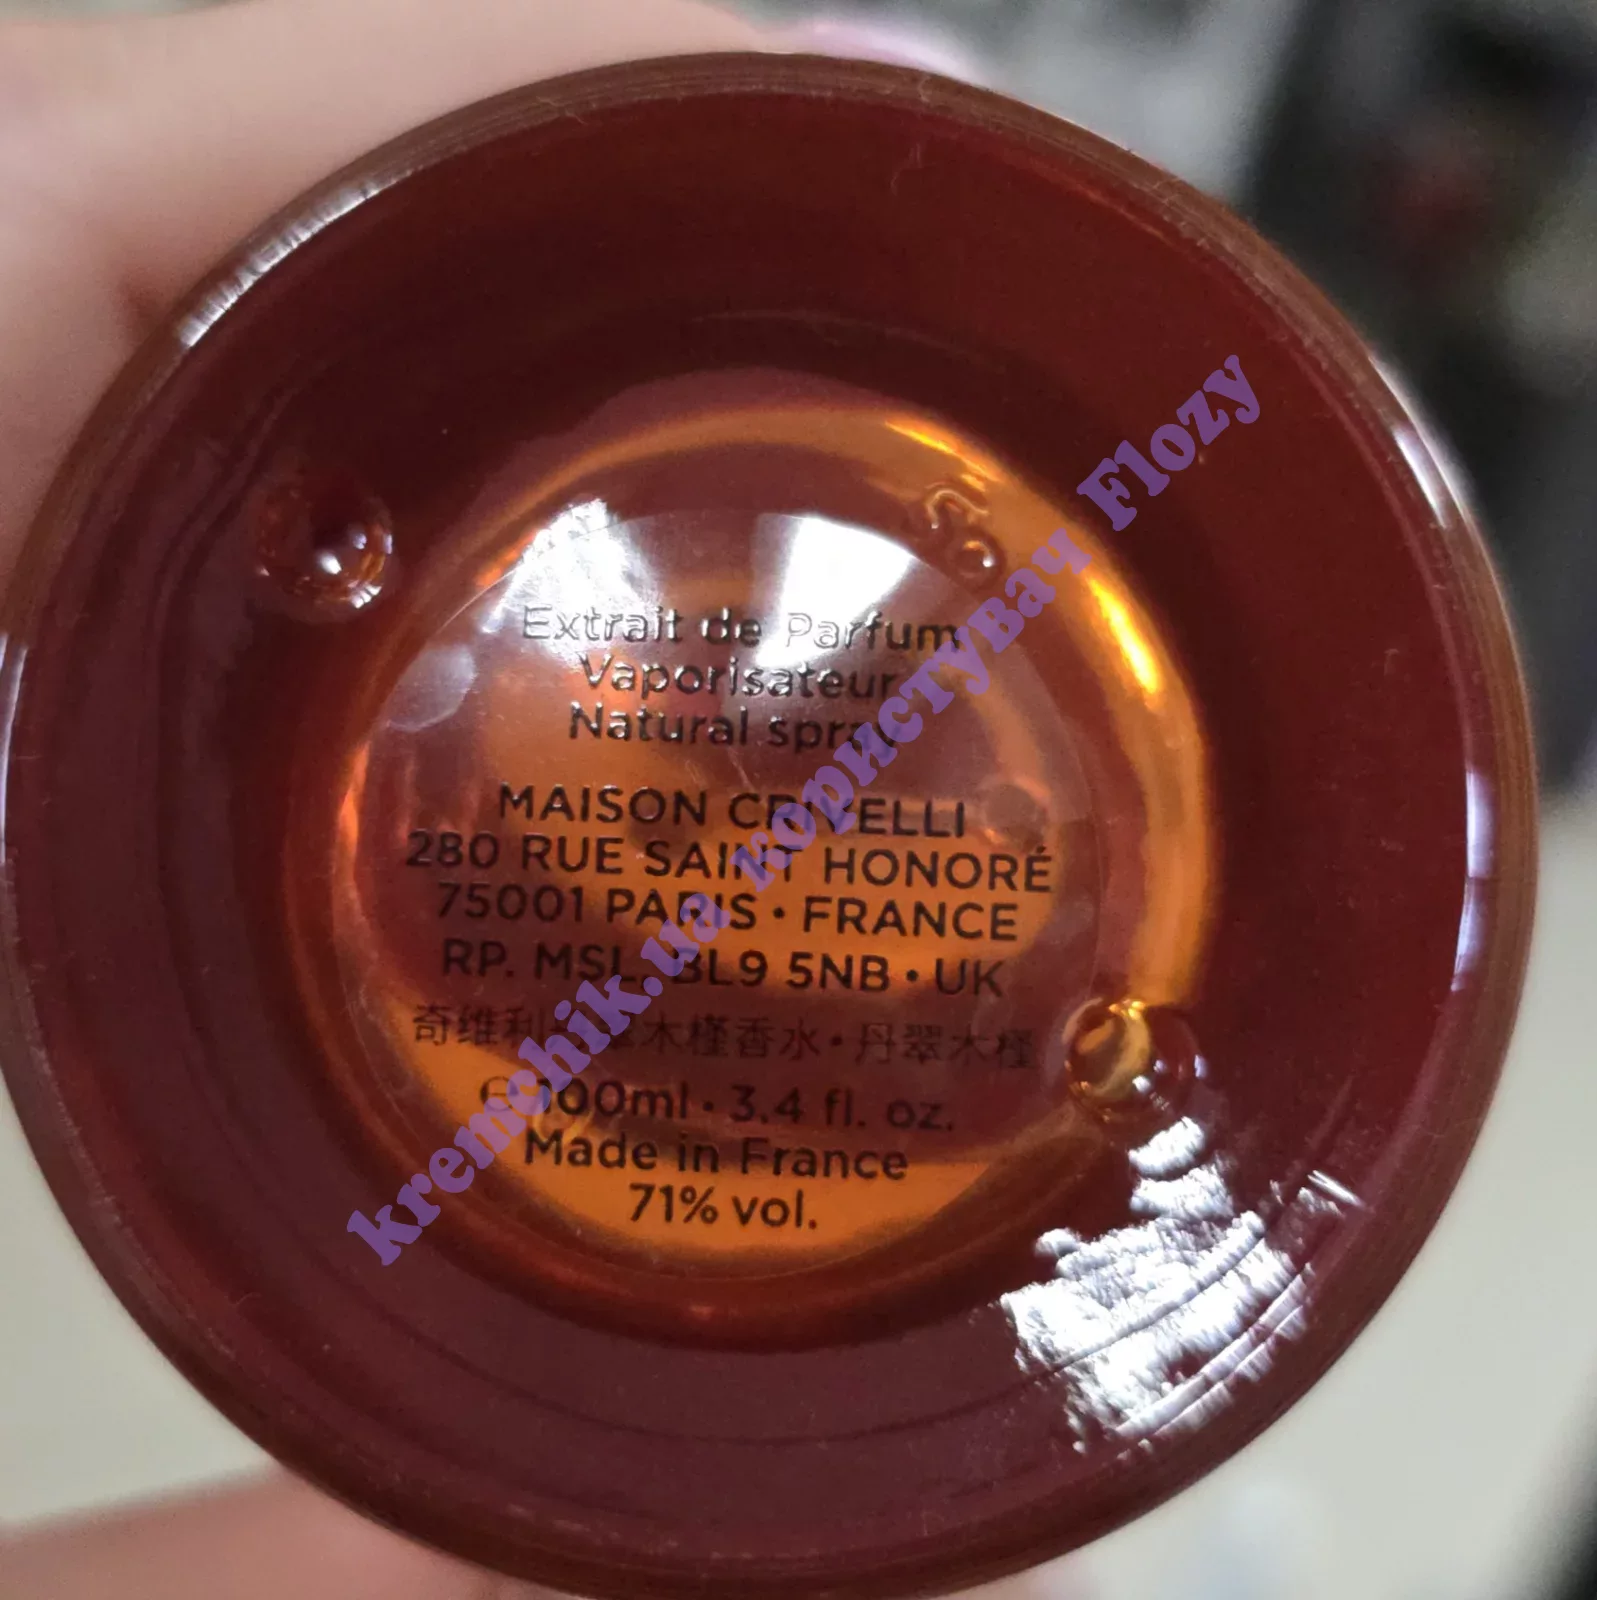 Extrait de Parfum
Vaporisateur
Natural spray
MAISON CRIVELLI
280 RUE SAINT HONORÉ
75001 PARIS • FRANCE
RP. MSL, BL9 5NB • UK
奇维利 翠木槿香水・丹翠木槿
e 100ml • 3.4 fl. oz.
Made in France
71% vol.
kremchik.ua користувач Flozy